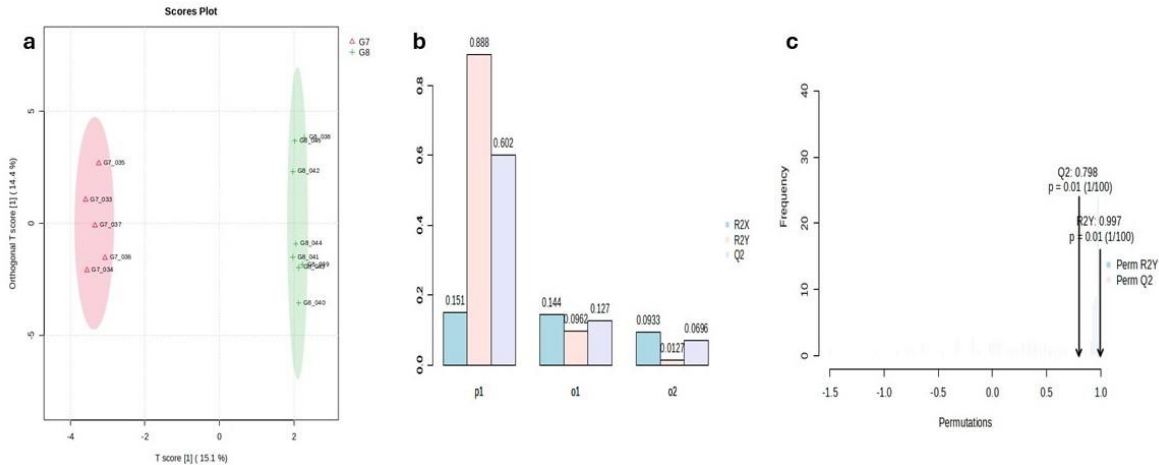 Scores Plot
a
G7
G8
Orthogonal T score [1] ( 14.4 %)
5
0
-5
G7_035
G7_033
G7_037
G7_036
G7_034
G8_038
G8_042
G8_044
G8_041
G8_040
-4
-2
0
2
T score [1] ( 15.1 %)
b
0.0
0.2
0.4
0.6
0.8
0.151
0.888
0.602
0.144
0.0962
0.127
0.0933
0.0127
0.0696
p1
o1
o2
R2X
R2Y
Q2
c
Frequency
40
30
20
10
0
Q2: 0.798
p = 0.01 (1/100)
R2Y: 0.997
p = 0.01 (1/100)
Perm R2Y
Perm Q2
-1.5
-1.0
-0.5
0.0
0.5
1.0
Permutations